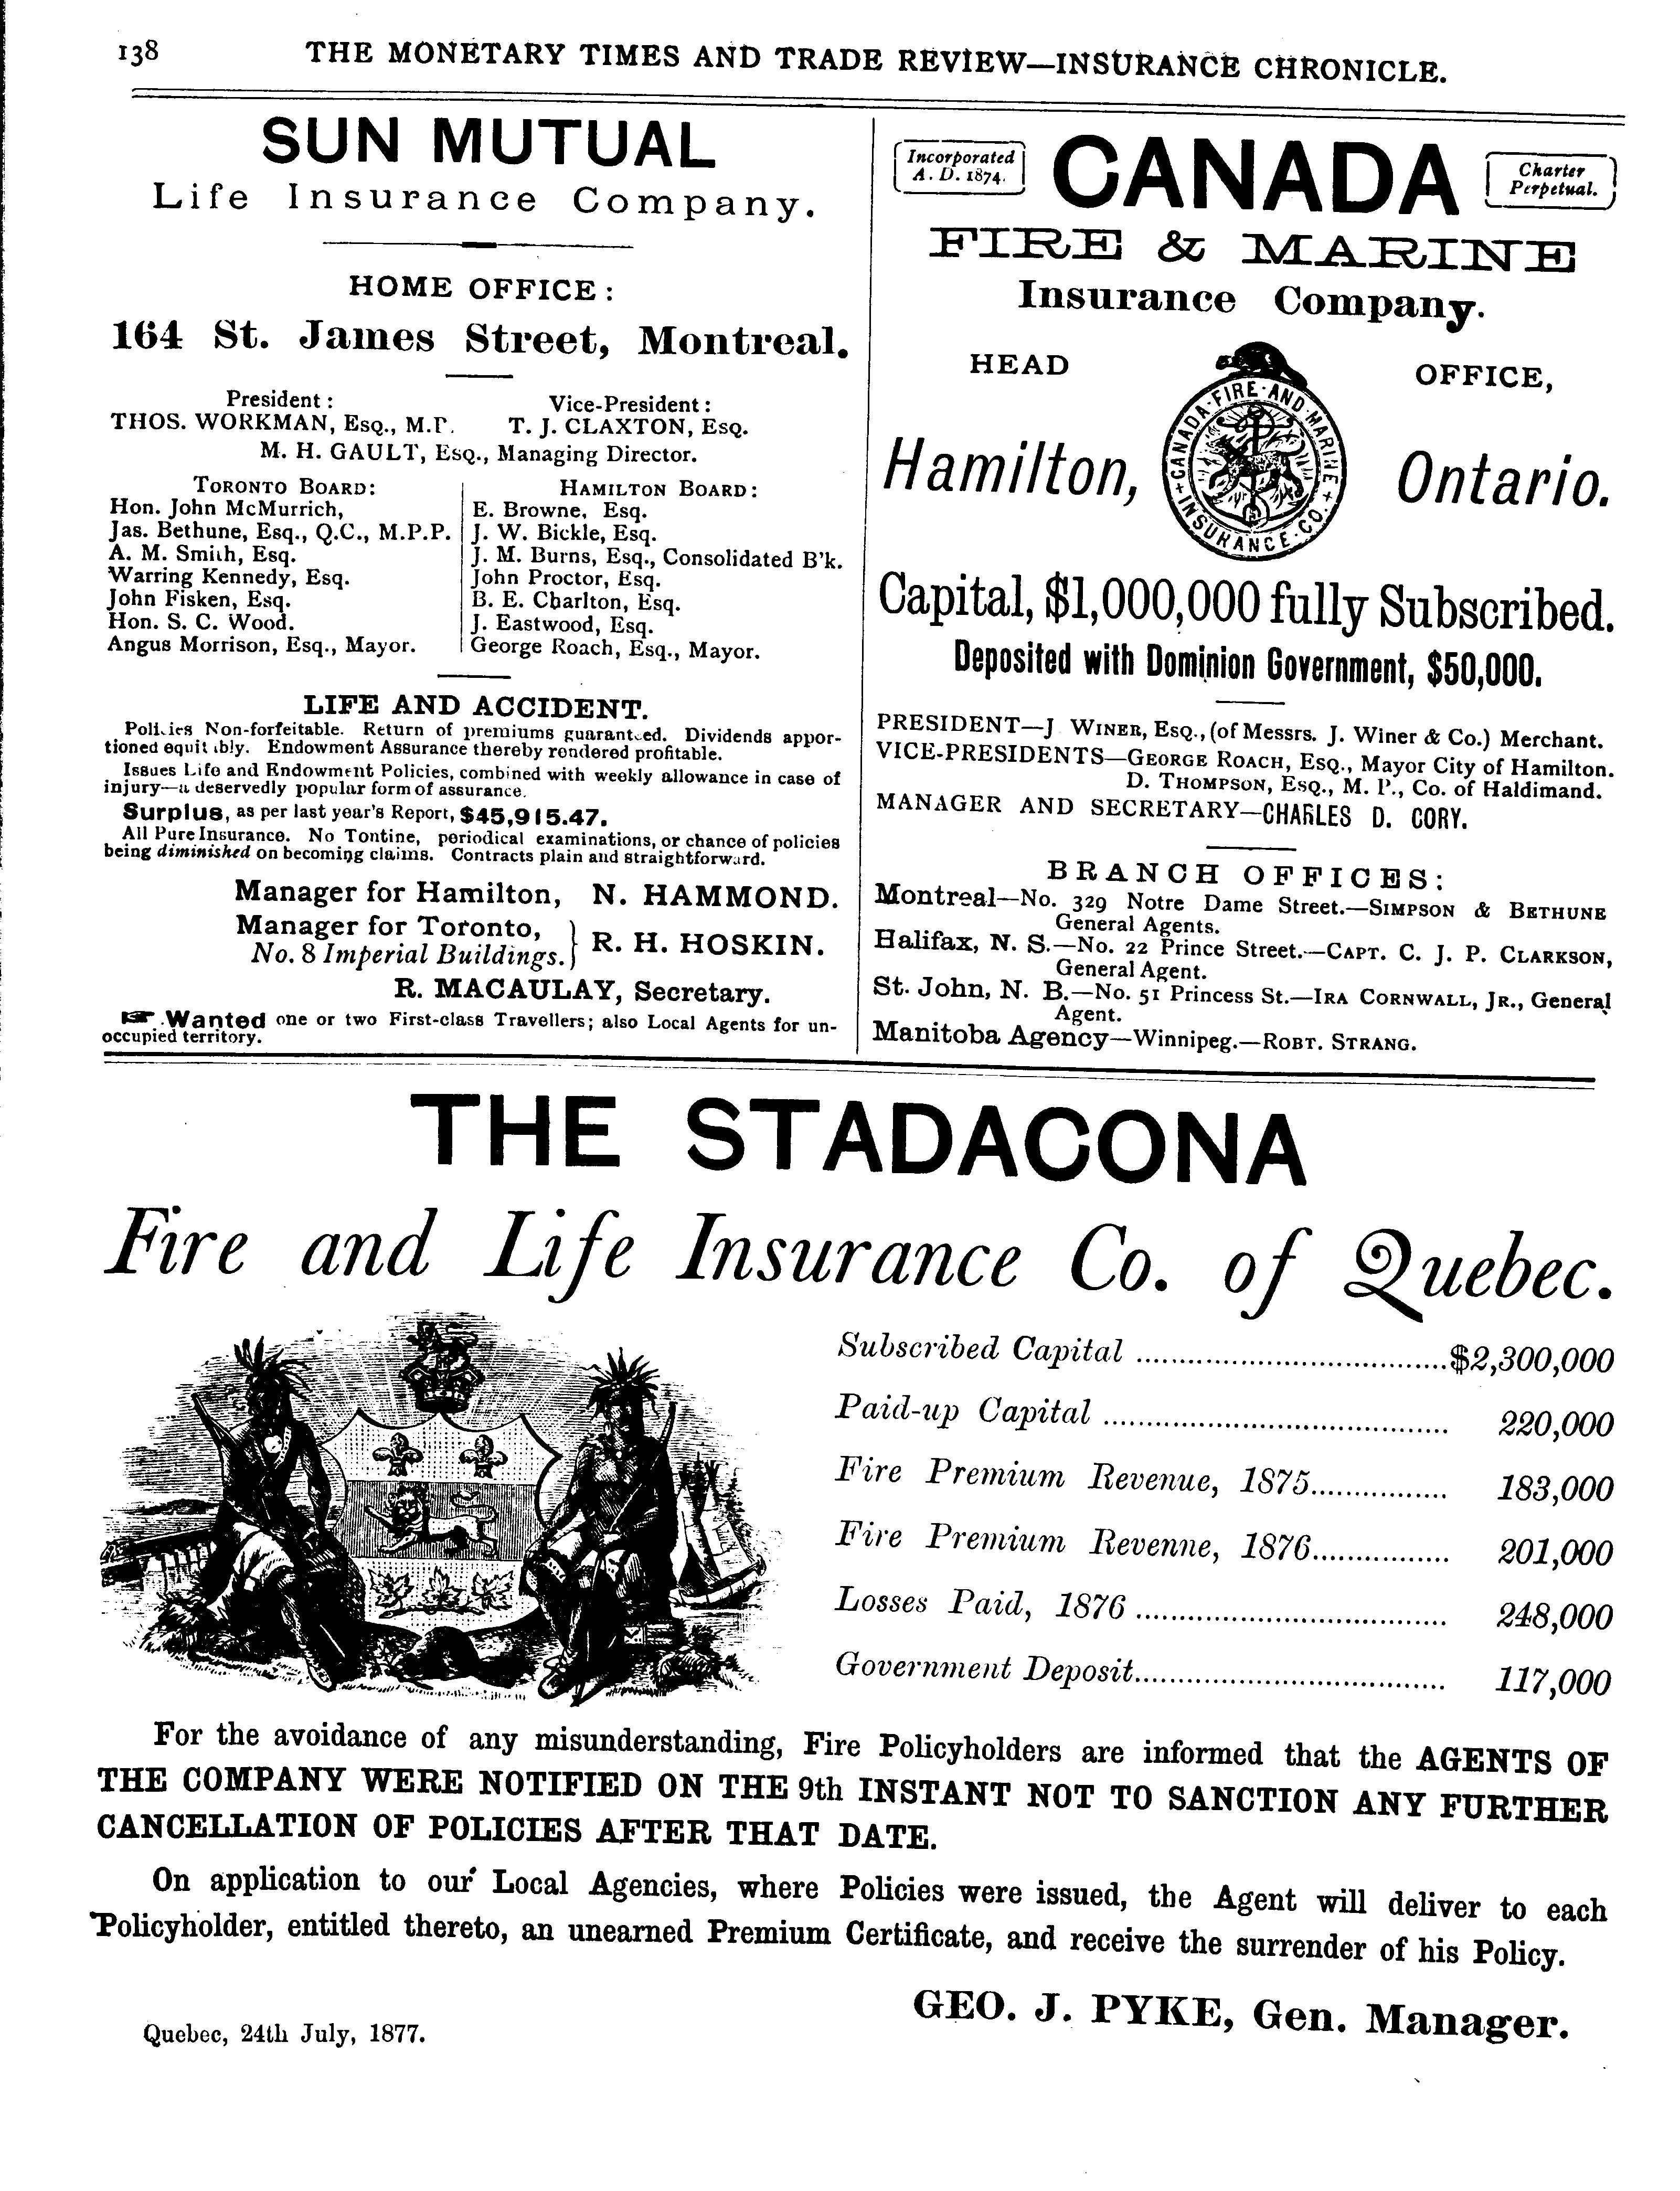 138
THE MONETARY TIMES AND TRADE REVIEW—INSURANCE CHRONICLE.
SUN MUTUAL
Life Insurance Company.
HOME OFFICE:
164 St. James Street, Montreal.
President:
THOS. WORKMAN, Esq., M.P.
Vice-President:
T. J. CLAXTON, Esq.
M. H. GAULT, Esq., Managing Director.
TORONTO BOARD:
Hon. John McMurrich,
Jas. Bethune, Esq., Q.C., M.P.P.
A. M. Smith, Esq.
Warring Kennedy, Esq.
John Fisken, Esq.
Hon. S. C. Wood.
Angus Morrison, Esq., Mayor.
HAMILTON BOARD:
E. Browne, Esq.
J. W. Bickle, Esq.
J. M. Burns, Esq., Consolidated B'k.
John Proctor, Esq.
B. E. Charlton, Esq.
J. Eastwood, Esq.
George Roach, Esq., Mayor.
LIFE AND ACCIDENT.
Policies Non-forfeitable. Return of premiums guaranteed. Dividends appor-
tioned equitably. Endowment Assurance thereby rendered profitable.
Issues Life and Endowment Policies, combined with weekly allowance in case of
injury—a deservedly popular form of assurance.
Surplus, as per last year's Report, $45,915.47.
All Pure Insurance. No Tontine, periodical examinations, or chance of policies
being diminished on becoming claims. Contracts plain and straightforward.
Manager for Hamilton, N. HAMMOND.
Manager for Toronto,
No. 8 Imperial Buildings. } R. H. HOSKIN.
R. MACAULAY, Secretary.
☞ Wanted one or two First-class Travellers; also Local Agents for un-
occupied territory.
Incorporated
A. D. 1874.
CANADA
Charter
Perpetual.
FIRE & MARINE
Insurance Company.
HEAD OFFICE,
CANADA·FIRE·AND·MARINE
+INSURANCE·CO.+
Hamilton, Ontario.
Capital, $1,000,000 fully Subscribed.
Deposited with Dominion Government, $50,000.
PRESIDENT—J WINER, ESQ., (of Messrs. J. Winer & Co.) Merchant.
VICE-PRESIDENTS—GEORGE ROACH, ESQ., Mayor City of Hamilton.
D. THOMPSON, ESQ., M. P., Co. of Haldimand.
MANAGER AND SECRETARY—CHARLES D. CORY.
BRANCH OFFICES:
Montreal—No. 329 Notre Dame Street.—SIMPSON & BETHUNE
General Agents.
Halifax, N. S.—No. 22 Prince Street.—CAPT. C. J. P. CLARKSON,
General Agent.
St. John, N. B.—No. 51 Princess St.—IRA CORNWALL, JR., General
Agent.
Manitoba Agency—Winnipeg.—ROBT. STRANG.
THE STADACONA
Fire and Life Insurance Co. of Quebec.
Subscribed Capital ....................................$2,300,000
Paid-up Capital ........................................ 220,000
Fire Premium Revenue, 1875................ 183,000
Fire Premium Revenne, 1876................ 201,000
Losses Paid, 1876 .................................... 248,000
Government Deposit.................................... 117,000
For the avoidance of any misunderstanding, Fire Policyholders are informed that the AGENTS OF
THE COMPANY WERE NOTIFIED ON THE 9th INSTANT NOT TO SANCTION ANY FURTHER
CANCELLATION OF POLICIES AFTER THAT DATE.
On application to our Local Agencies, where Policies were issued, the Agent will deliver to each
Policyholder, entitled thereto, an unearned Premium Certificate, and receive the surrender of his Policy.
GEO. J. PYKE, Gen. Manager.
Quebec, 24th July, 1877.